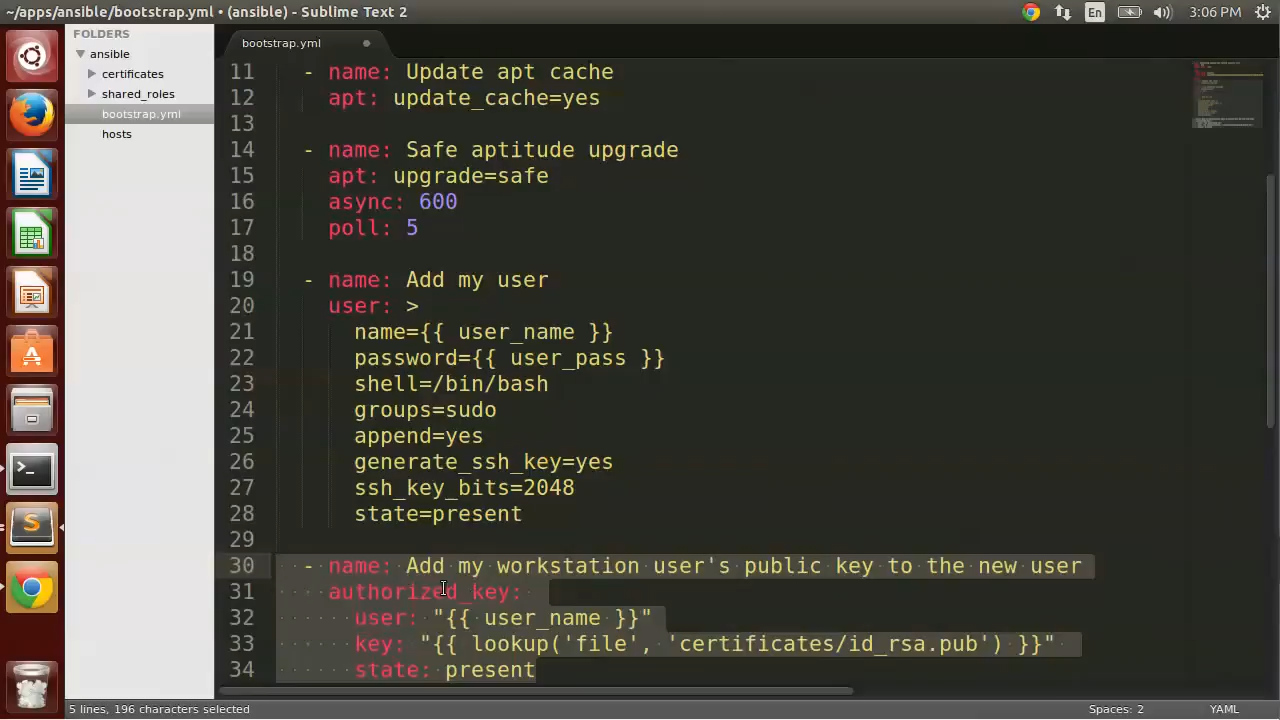 ~/apps/ansible/bootstrap.yml • (ansible) - Sublime Text 2
En
3:06 PM
FOLDERS
ansible
certificates
shared_roles
bootstrap.yml
hosts
bootstrap.yml
11 - name: Update apt cache
12 apt: update_cache=yes
13
14 - name: Safe aptitude upgrade
15 apt: upgrade=safe
16 async: 600
17 poll: 5
18
19 - name: Add my user
20 user: >
21 name={{ user_name }}
22 password={{ user_pass }}
23 shell=/bin/bash
24 groups=sudo
25 append=yes
26 generate_ssh_key=yes
27 ssh_key_bits=2048
28 state=present
29
30 - name: Add my workstation user's public key to the new user
31 authorized_key:
32 user: "{{ user_name }}"
33 key: "{{ lookup('file', 'certificates/id_rsa.pub') }}"
34 state: present
5 lines, 196 characters selected
Spaces: 2
YAML